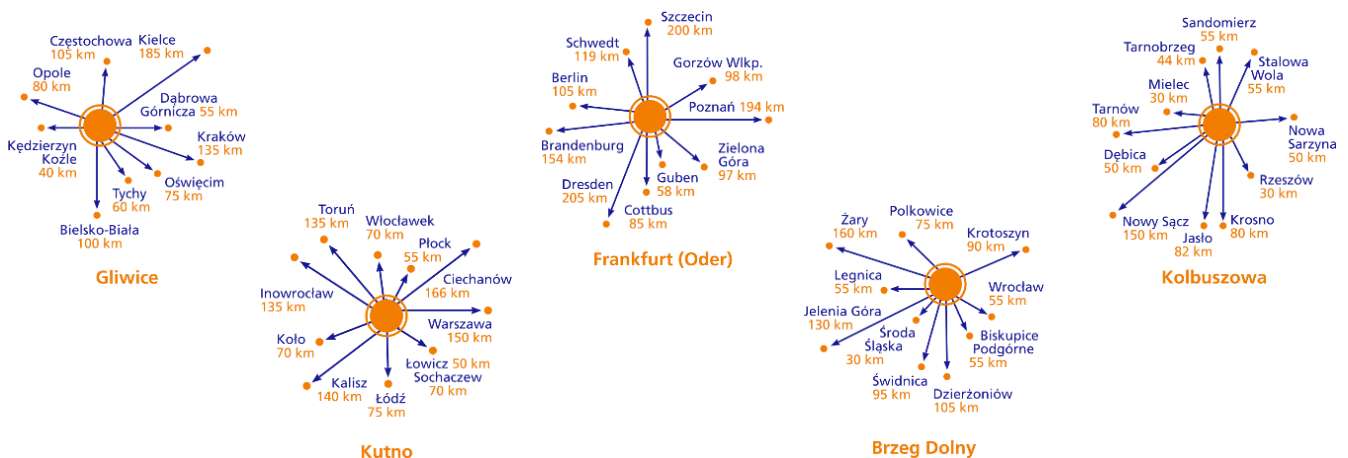 Częstochowa
105 km
Kielce
185 km
Opole
80 km
Dąbrowa
Górnicza 55 km
Kędzierzyn
Koźle
40 km
Kraków
135 km
Oświęcim
75 km
Tychy
60 km
Bielsko-Biała
100 km
Gliwice
Toruń
135 km
Włocławek
70 km
Płock
55 km
Ciechanów
166 km
Inowrocław
135 km
Warszawa
150 km
Koło
70 km
Łowicz 50 km
Sochaczew
70 km
Kalisz
140 km
Łódź
75 km
Kutno
Szczecin
200 km
Schwedt
119 km
Gorzów Wlkp.
98 km
Berlin
105 km
Poznań 194 km
Brandenburg
154 km
Zielona
Góra
97 km
Guben
58 km
Dresden
205 km
Cottbus
85 km
Frankfurt (Oder)
Żary
160 km
Polkowice
75 km
Krotoszyn
90 km
Legnica
55 km
Wrocław
55 km
Jelenia Góra
130 km
Środa
Śląska
30 km
Biskupice
Podgórne
55 km
Świdnica
95 km
Dzierżoniów
105 km
Brzeg Dolny
Sandomierz
55 km
Tarnobrzeg
44 km
Stalowa
Wola
55 km
Mielec
30 km
Tarnów
80 km
Nowa
Sarzyna
50 km
Dębica
50 km
Rzeszów
30 km
Nowy Sącz
150 km
Jasło
82 km
Krosno
80 km
Kolbuszowa